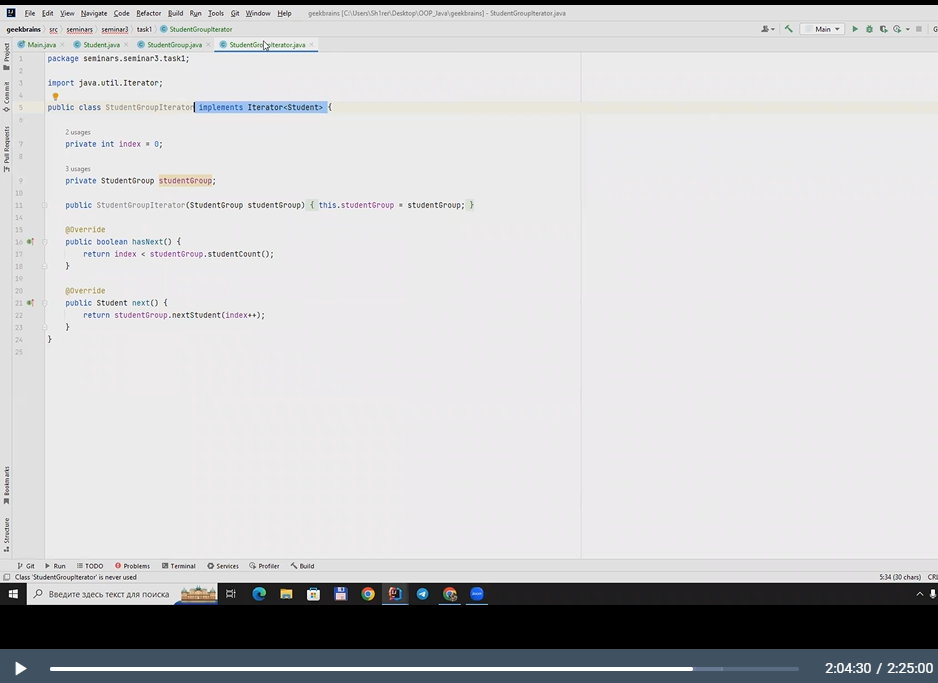 File Edit View Navigate Code Refactor Build Run Tools Git Window Help geekbrains [C:\Users\Sh1rer\Desktop\OOP_Java\geekbrains] - StudentGroupIterator.java
geekbrains src seminars seminar3 task1 StudentGroupIterator Main
Main.java Student.java StudentGroup.java StudentGroupIterator.java
Project
Commit
Pull Requests
Bookmarks
Structure
1 package seminars.seminar3.task1;
2
3 import java.util.Iterator;
4
5 public class StudentGroupIterator implements Iterator<Student> {
6
2 usages
7 private int index = 0;
8
3 usages
9 private StudentGroup studentGroup;
10
11 public StudentGroupIterator(StudentGroup studentGroup) { this.studentGroup = studentGroup; }
14
15 @Override
16 public boolean hasNext() {
17 return index < studentGroup.studentCount();
18 }
19
20 @Override
21 public Student next() {
22 return studentGroup.nextStudent(index++);
23 }
24 }
25
Git Run TODO Problems Terminal Services Profiler Build
Class 'StudentGroupIterator' is never used 5:34 (30 chars)
Введите здесь текст для поиска
2:04:30 / 2:25:00